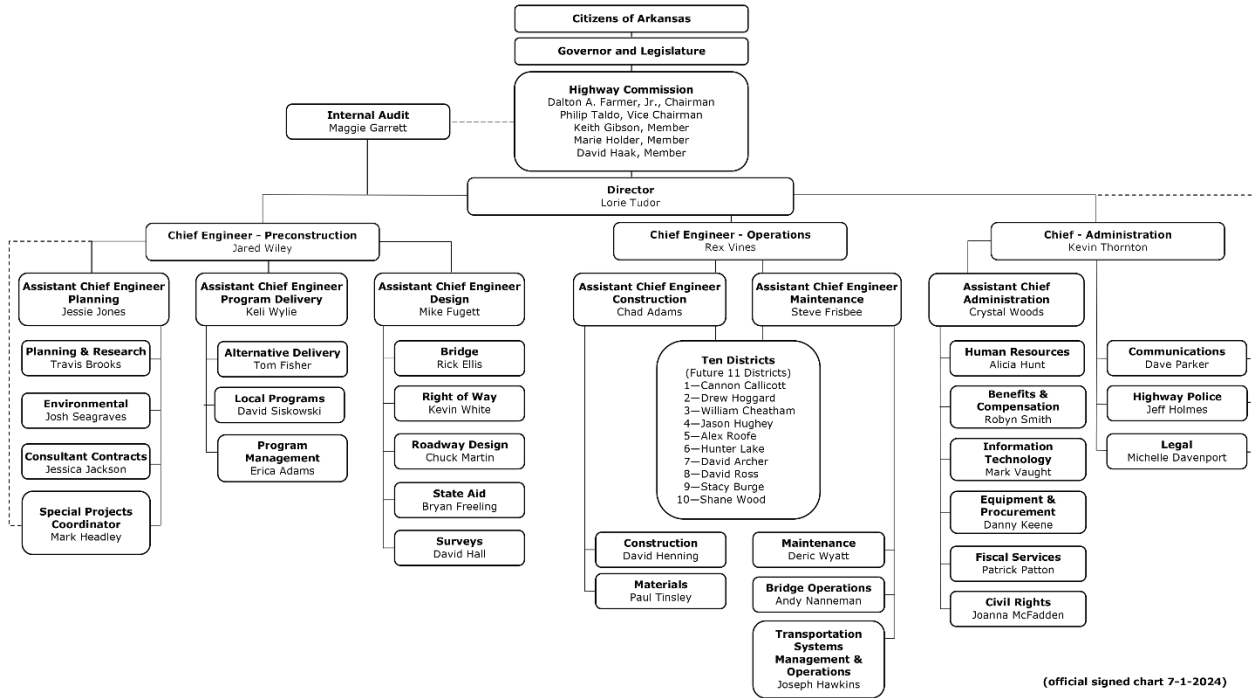 Citizens of Arkansas
Governor and Legislature
Highway Commission
Dalton A. Farmer, Jr., Chairman
Philip Taldo, Vice Chairman
Keith Gibson, Member
Marie Holder, Member
David Haak, Member
Internal Audit
Maggie Garrett
Director
Lorie Tudor
Chief Engineer - Preconstruction
Jared Wiley
Chief Engineer - Operations
Rex Vines
Chief - Administration
Kevin Thornton
Assistant Chief Engineer
Planning
Jessie Jones
Assistant Chief Engineer
Program Delivery
Keli Wylie
Assistant Chief Engineer
Design
Mike Fugett
Assistant Chief Engineer
Construction
Chad Adams
Assistant Chief Engineer
Maintenance
Steve Frisbee
Assistant Chief
Administration
Crystal Woods
Planning & Research
Travis Brooks
Environmental
Josh Seagraves
Consultant Contracts
Jessica Jackson
Special Projects
Coordinator
Mark Headley
Alternative Delivery
Tom Fisher
Local Programs
David Siskowski
Program
Management
Erica Adams
Bridge
Rick Ellis
Right of Way
Kevin White
Roadway Design
Chuck Martin
State Aid
Bryan Freeling
Surveys
David Hall
Ten Districts
(Future 11 Districts)
1—Cannon Callicott
2—Drew Hoggard
3—William Cheatham
4—Jason Hughey
5—Alex Roofe
6—Hunter Lake
7—David Archer
8—David Ross
9—Stacy Burge
10—Shane Wood
Construction
David Henning
Materials
Paul Tinsley
Maintenance
Deric Wyatt
Bridge Operations
Andy Nanneman
Transportation
Systems
Management &
Operations
Joseph Hawkins
Human Resources
Alicia Hunt
Benefits &
Compensation
Robyn Smith
Information
Technology
Mark Vaught
Equipment &
Procurement
Danny Keene
Fiscal Services
Patrick Patton
Civil Rights
Joanna McFadden
Communications
Dave Parker
Highway Police
Jeff Holmes
Legal
Michelle Davenport
(official signed chart 7-1-2024)